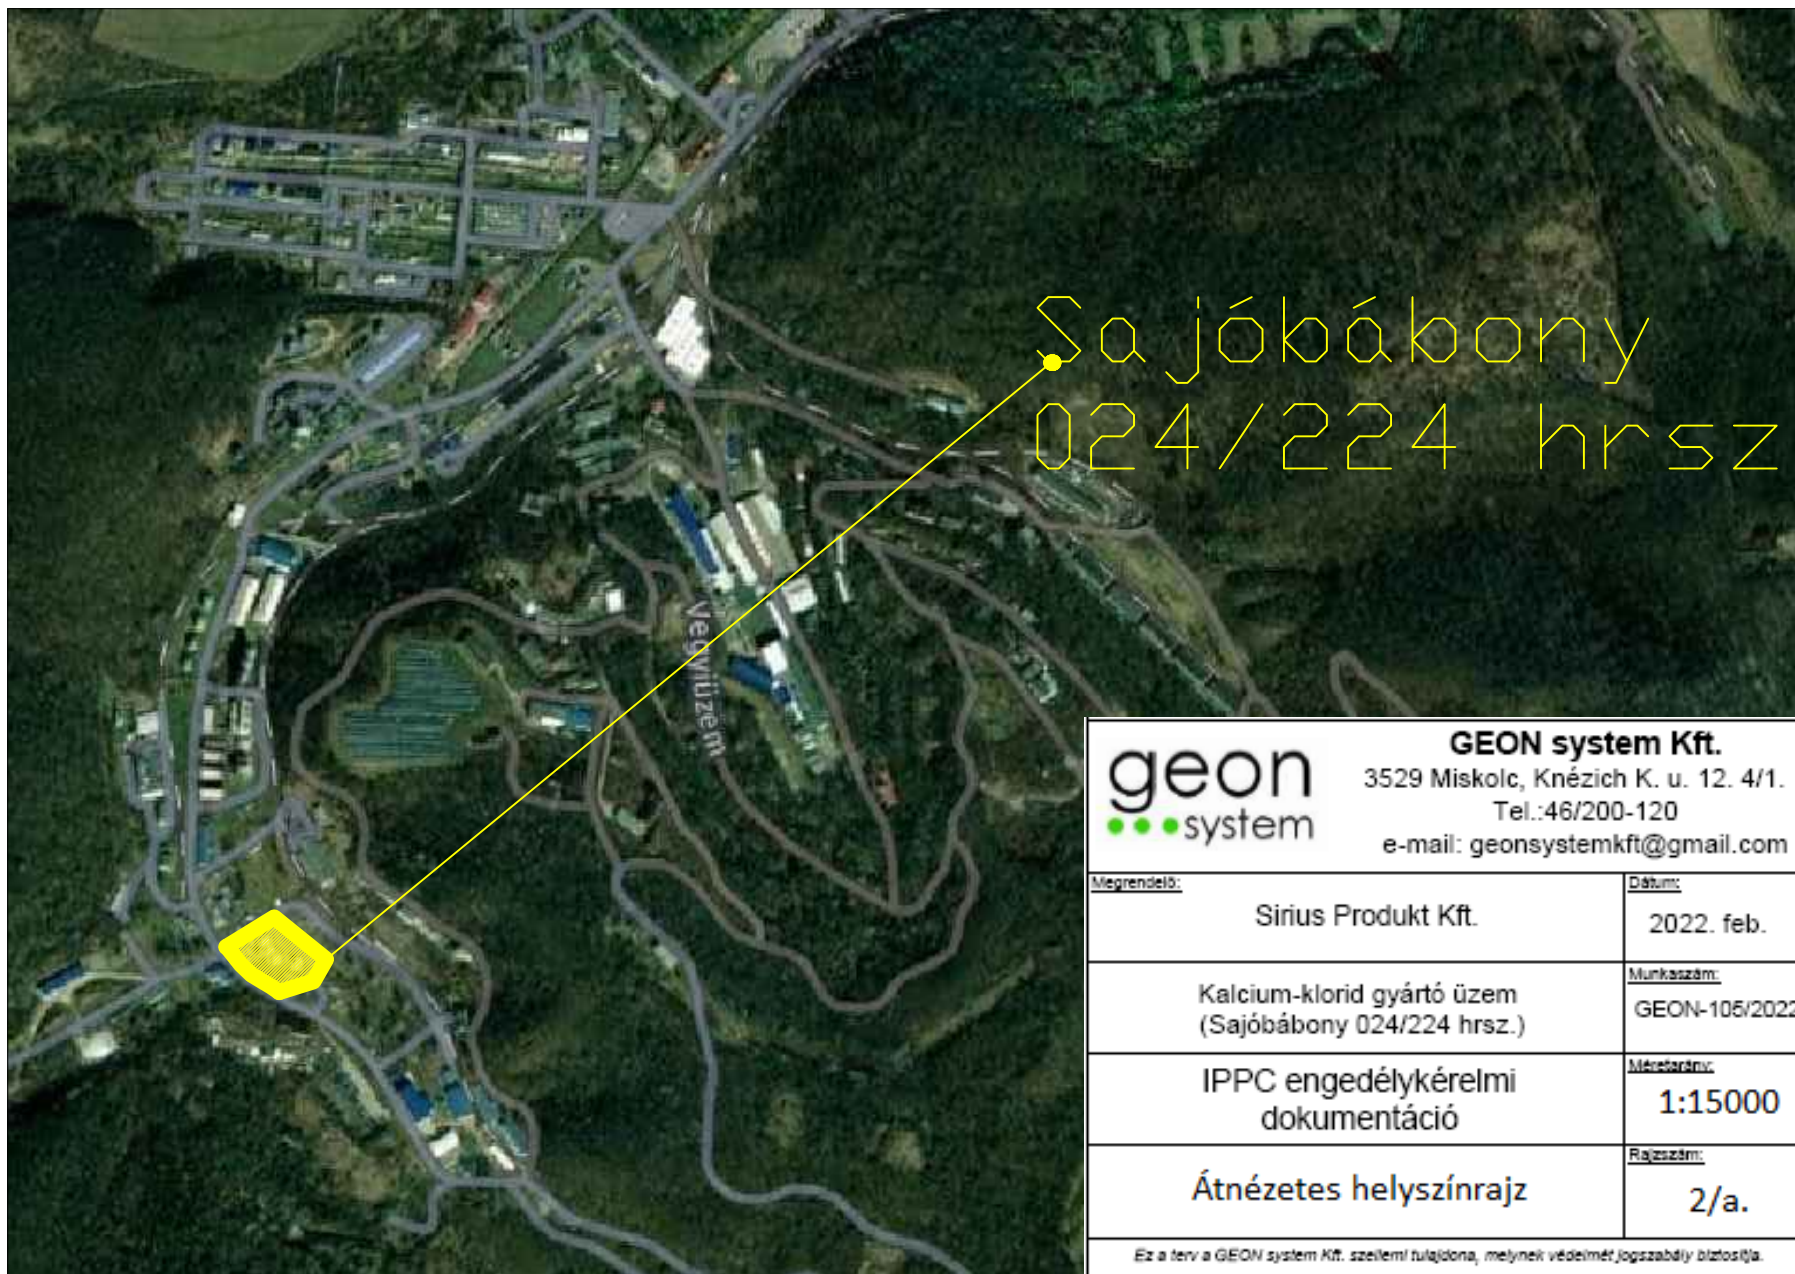 Sajóbábony
024/224 hrsz
Vegyiüzem
geon
system
GEON system Kft.
3529 Miskolc, Knézich K. u. 12. 4/1.
Tel.:46/200-120
e-mail: geonsystemkft@gmail.com
Megrendelő:
Sirius Produkt Kft.
Dátum:
2022. feb.
Kalcium-klorid gyártó üzem
(Sajóbábony 024/224 hrsz.)
Munkaszám:
GEON-105/2022
IPPC engedélykérelmi
dokumentáció
Méretarány:
1:15000
Átnézetes helyszínrajz
Rajzszám:
2/a.
Ez a terv a GEON system Kft. szellemi tulajdona, melynek védelmét jogszabály biztosítja.